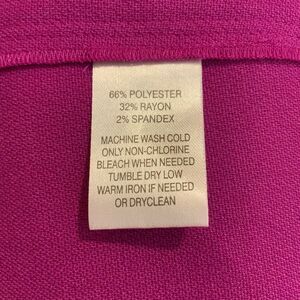 66% POLYESTER
32% RAYON
2% SPANDEX
MACHINE WASH COLD
ONLY NON-CHLORINE
BLEACH WHEN NEEDED
TUMBLE DRY LOW
WARM IRON IF NEEDED
OR DRYCLEAN